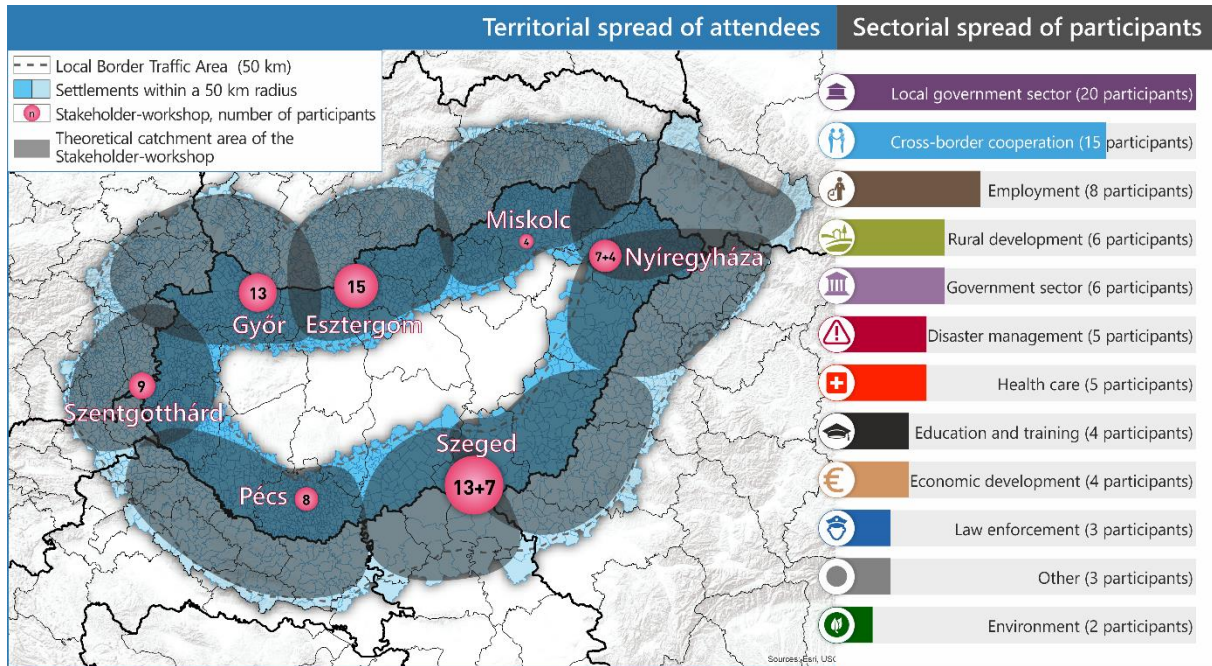 Territorial spread of attendees
Sectorial spread of participants
Local Border Traffic Area (50 km)
Settlements within a 50 km radius
n
Stakeholder-workshop, number of participants
Theoretical catchment area of the
Stakeholder-workshop
Miskolc
4
7+4
Nyíregyháza
13
Győr
15
Esztergom
9
Szentgotthárd
Szeged
13+7
Pécs
8
Local government sector (20 participants)
Cross-border cooperation (15 participants)
Employment (8 participants)
Rural development (6 participants)
Government sector (6 participants)
Disaster management (5 participants)
Health care (5 participants)
Education and training (4 participants)
€
Economic development (4 participants)
Law enforcement (3 participants)
Other (3 participants)
Environment (2 participants)
Sources: Esri, USG